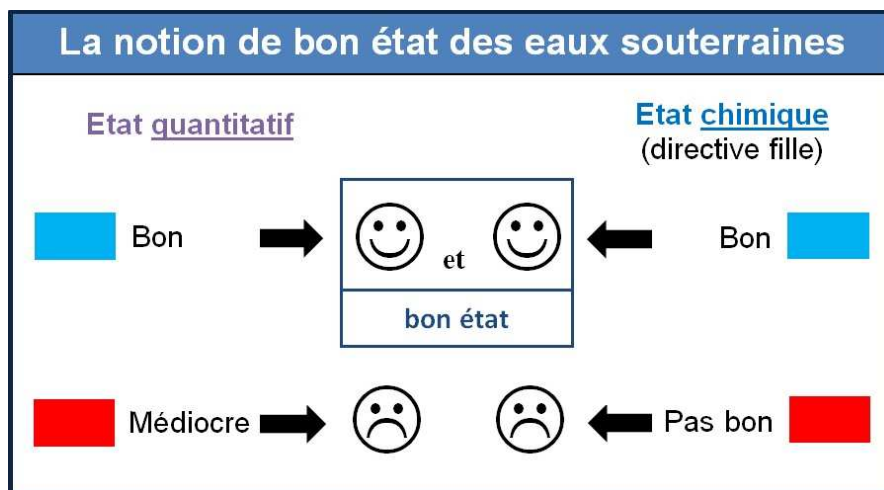 La notion de bon état des eaux souterraines
Etat quantitatif
Etat chimique
(directive fille)
Bon
et
Bon
bon état
Médiocre
Pas bon